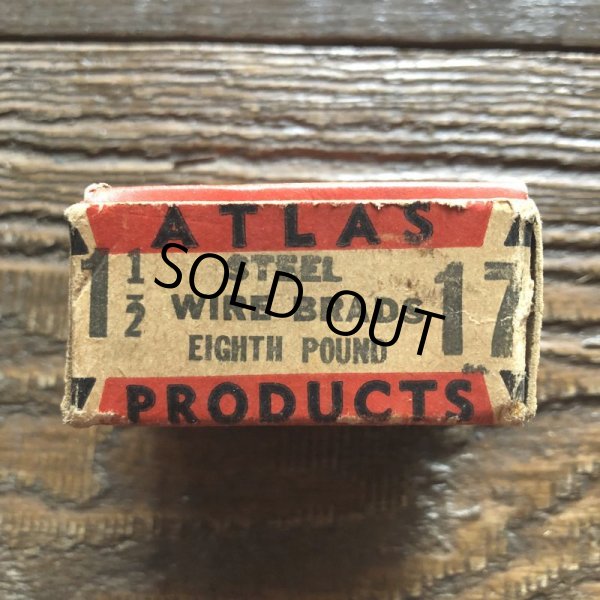 ATLAS
1 1/2 STEEL WIRE BRADS 17
EIGHTH POUND
PRODUCTS
SOLD OUT